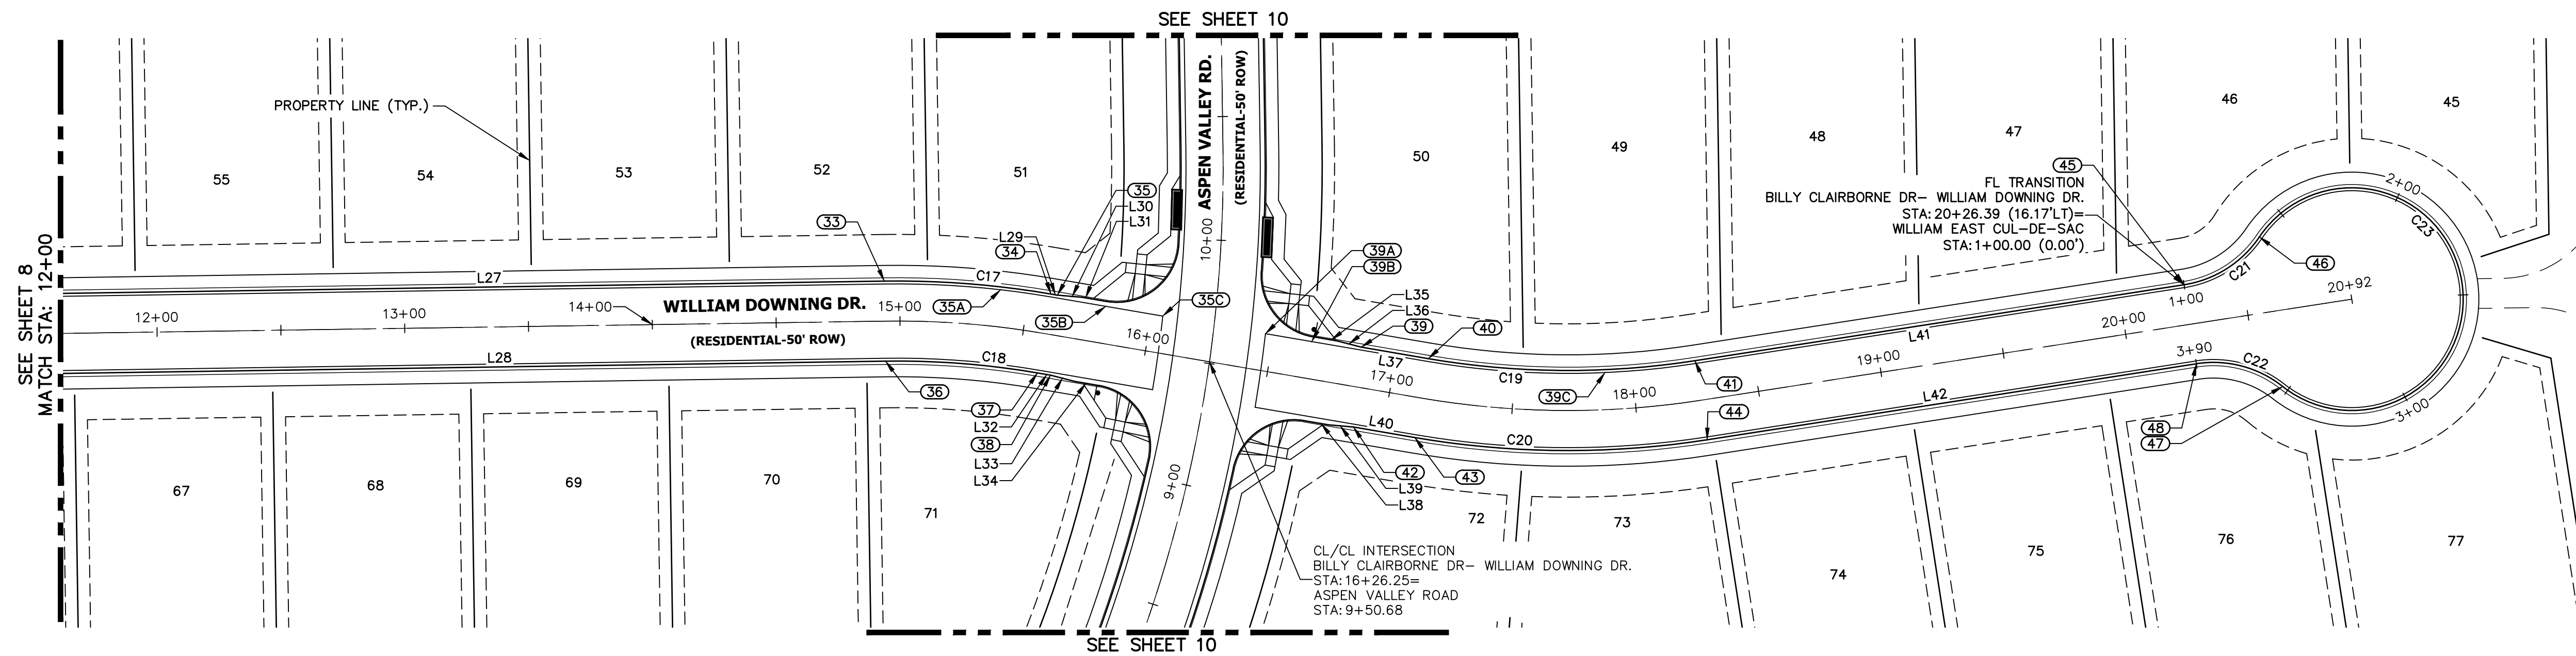 SEE SHEET 10
SEE SHEET 8
MATCH STA: 12+00
PROPERTY LINE (TYP.)
ASPEN VALLEY RD.
(RESIDENTIAL-50' ROW)
10+00
9+00
55
54
53
52
51
50
49
48
47
46
45
33
L29
34
35
L30
L31
L27
C17
35A
35B
35C
12+00
13+00
14+00
WILLIAM DOWNING DR.
15+00
16+00
(RESIDENTIAL-50' ROW)
L28
C18
36
37
L32
38
L33
L34
39A
39B
L35
L36
39
40
L37
17+00
C19
39C
18+00
41
L41
19+00
20+00
45
FL TRANSITION
BILLY CLAIRBORNE DR- WILLIAM DOWNING DR.
STA: 20+26.39 (16.17'LT)=
WILLIAM EAST CUL-DE-SAC
STA: 1+00.00 (0.00')
1+00
C21
46
2+00
C23
20+92
3+90
C22
3+00
48
47
L42
44
L40
C20
42
43
L39
L38
CL/CL INTERSECTION
BILLY CLAIRBORNE DR- WILLIAM DOWNING DR.
STA: 16+26.25=
ASPEN VALLEY ROAD
STA: 9+50.68
67
68
69
70
71
72
73
74
75
76
77
SEE SHEET 10